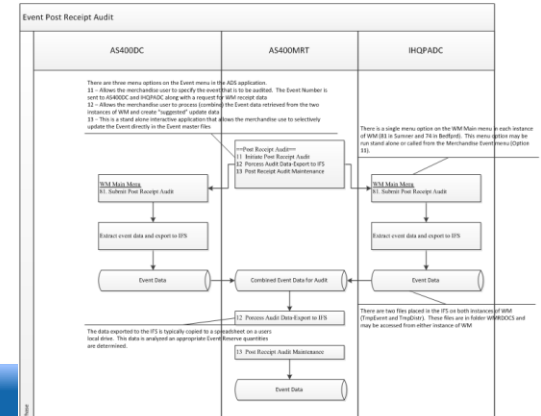 Event Post Receipt Audit
AS400DC
AS400MRT
IHQPADC
There are three menu options on the Event menu in the ADS application.
11 – Allows the merchandise user to specify the event that is to be audited. The Event Number is
sent to AS400DC and IHQPADC along with a request for WM receipt data
12 – Allows the merchandise user to process (combine) the Event data retrieved from the two
instances of WM and create "suggested" update data
13 – This is a stand alone interactive application that allows the merchandise use to selectively
update the Event directly in the Event master files
There is a single menu option on the WM Main menu in each instance
of WM (81 in Sumner and 74 in Bedford). This menu option may be
run stand alone or called from the Merchandise Event menu (Option
11).
==Post Receipt Audit==
11 Initiate Post Receipt Audit
12 Percess Audit Data-Export to IFS
13 Post Receipt Audit Maintenance
WM Main Menu
81. Submit Post Receipt Audit
WM Main Menu
81. Submit Post Receipt Audit
Extract event data and export to IFS
Extract event data and export to IFS
Event Data
Combined Event Data for Audit
Event Data
There are two files placed in the IFS on both instances of WM
(TmpEvent and TmpDistr). These files are in folder WMRDOCS and
may be accessed from either instance of WM
12 Percess Audit Data-Export to IFS
The data exported to the ITS is typically copied to a spreadsheet on a users
local drive. This data is analyzed an appropriate Event Reserve quantities
are determined.
13 Post Receipt Audit Maintenance
Event Data